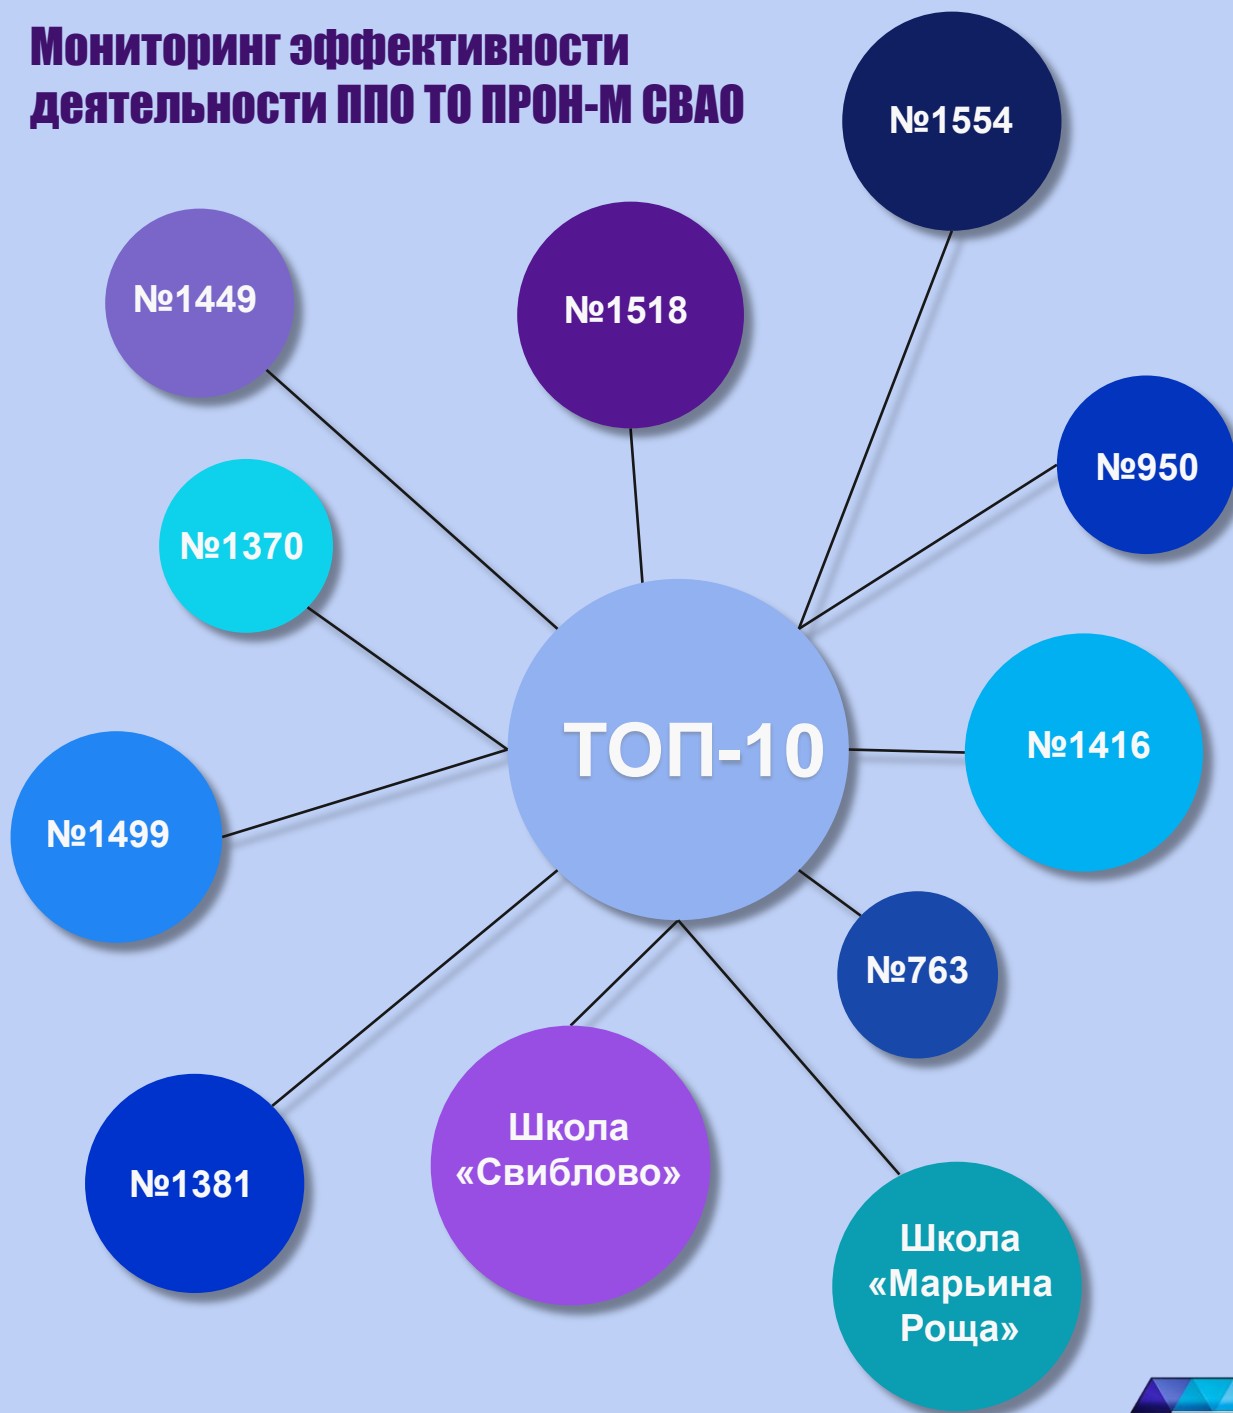 Мониторинг эффективности
деятельности ППО ТО ПРОН-М СВАО
№1554
№1449
№1518
№950
№1370
ТОП-10
№1416
№1499
№763
Школа
«Свиблово»
№1381
Школа
«Марьина
Роща»